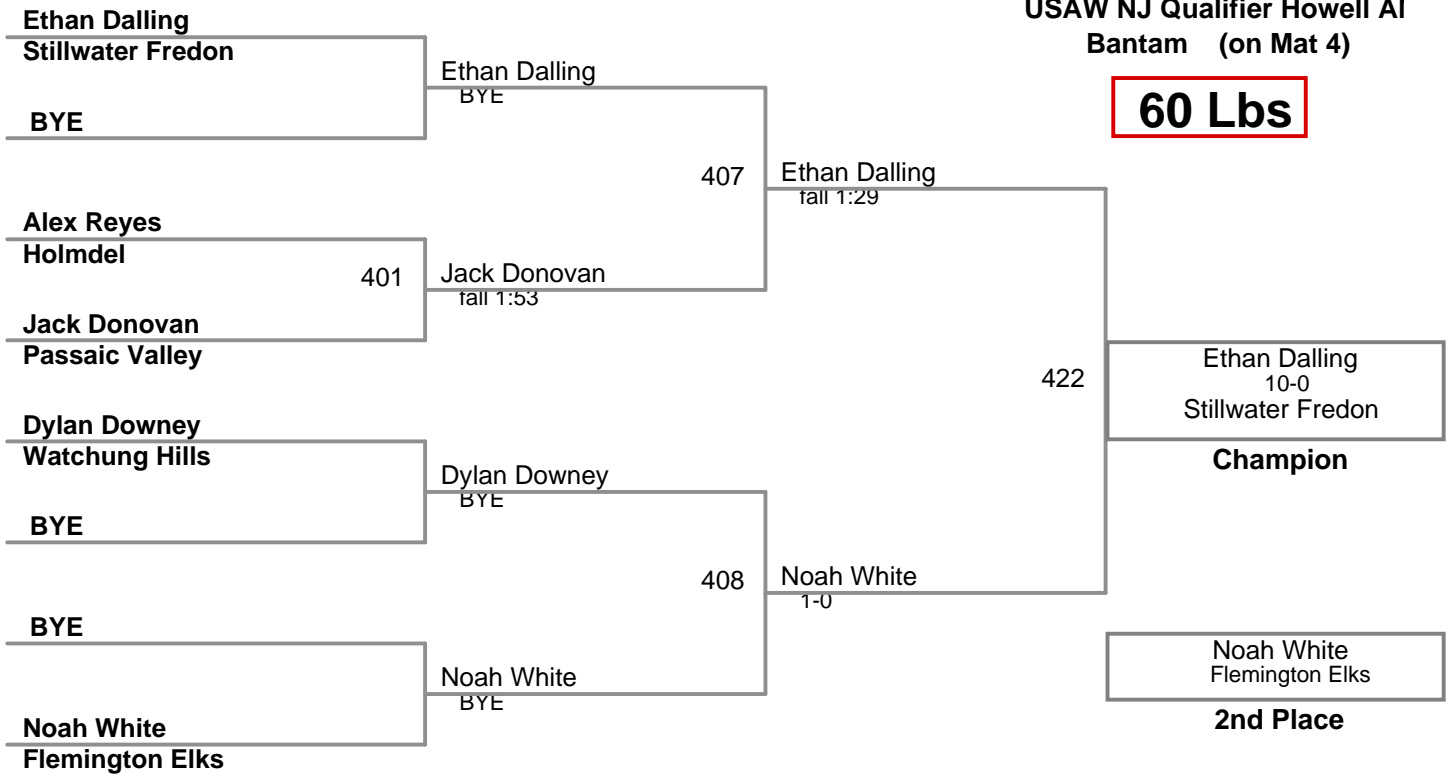 USAW NJ Qualifier Howell
Bantam (on Mat 4)
60 Lbs
Ethan Dalling
Stillwater Fredon
BYE
Alex Reyes
Holmdel
Jack Donovan
Passaic Valley
Dylan Downey
Watchung Hills
BYE
BYE
Noah White
Flemington Elks
401
Ethan Dalling
BYE
Jack Donovan
fall 1:53
Dylan Downey
BYE
Noah White
BYE
407
408
Ethan Dalling
fall 1:29
Noah White
1-0
422
Ethan Dalling
10-0
Stillwater Fredon
Champion
Noah White
Flemington Elks
2nd Place